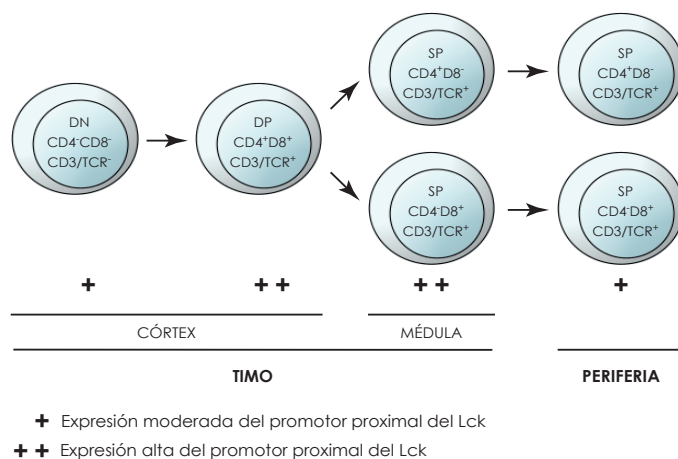 DN
CD4-CD8-
CD3/TCR-
DP
CD4+D8+
CD3/TCR+
SP
CD4+D8-
CD3/TCR+
SP
CD4-D8+
CD3/TCR+
SP
CD4+D8-
CD3/TCR+
SP
CD4-D8+
CD3/TCR+
+ ++ ++ +
CÓRTEX MÉDULA
TIMO PERIFERIA
+ Expresión moderada del promotor proximal del Lck
++ Expresión alta del promotor proximal del Lck